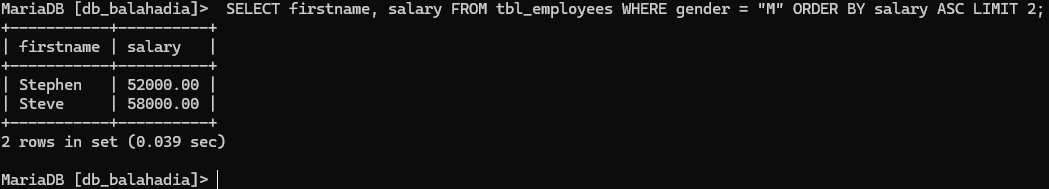 MariaDB [db_balahadia]>  SELECT firstname, salary FROM tbl_employees WHERE gender = "M" ORDER BY salary ASC LIMIT 2;
+-----------+----------+
| firstname | salary   |
+-----------+----------+
| Stephen   | 52000.00 |
| Steve     | 58000.00 |
+-----------+----------+
2 rows in set (0.039 sec)
MariaDB [db_balahadia]>